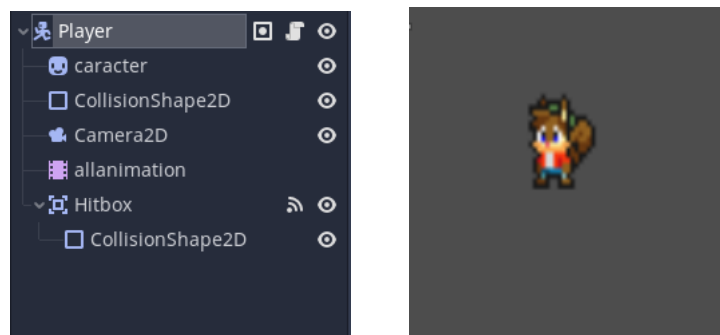 Player
caracter
CollisionShape2D
Camera2D
allanimation
Hitbox
CollisionShape2D